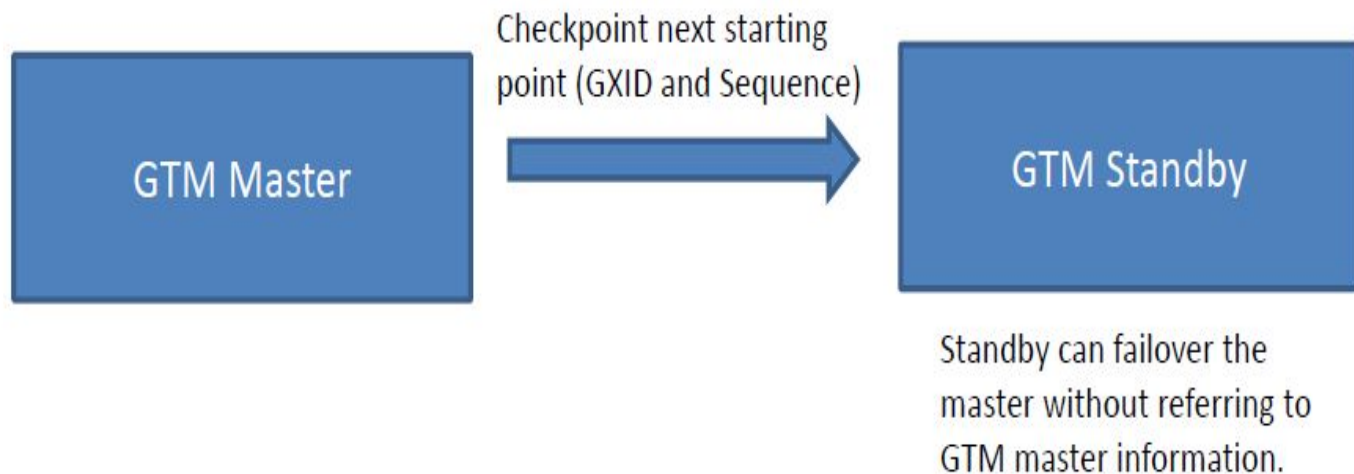 Checkpoint next starting
point (GXID and Sequence)
GTM Master
GTM Standby
Standby can failover the
master without referring to
GTM master information.